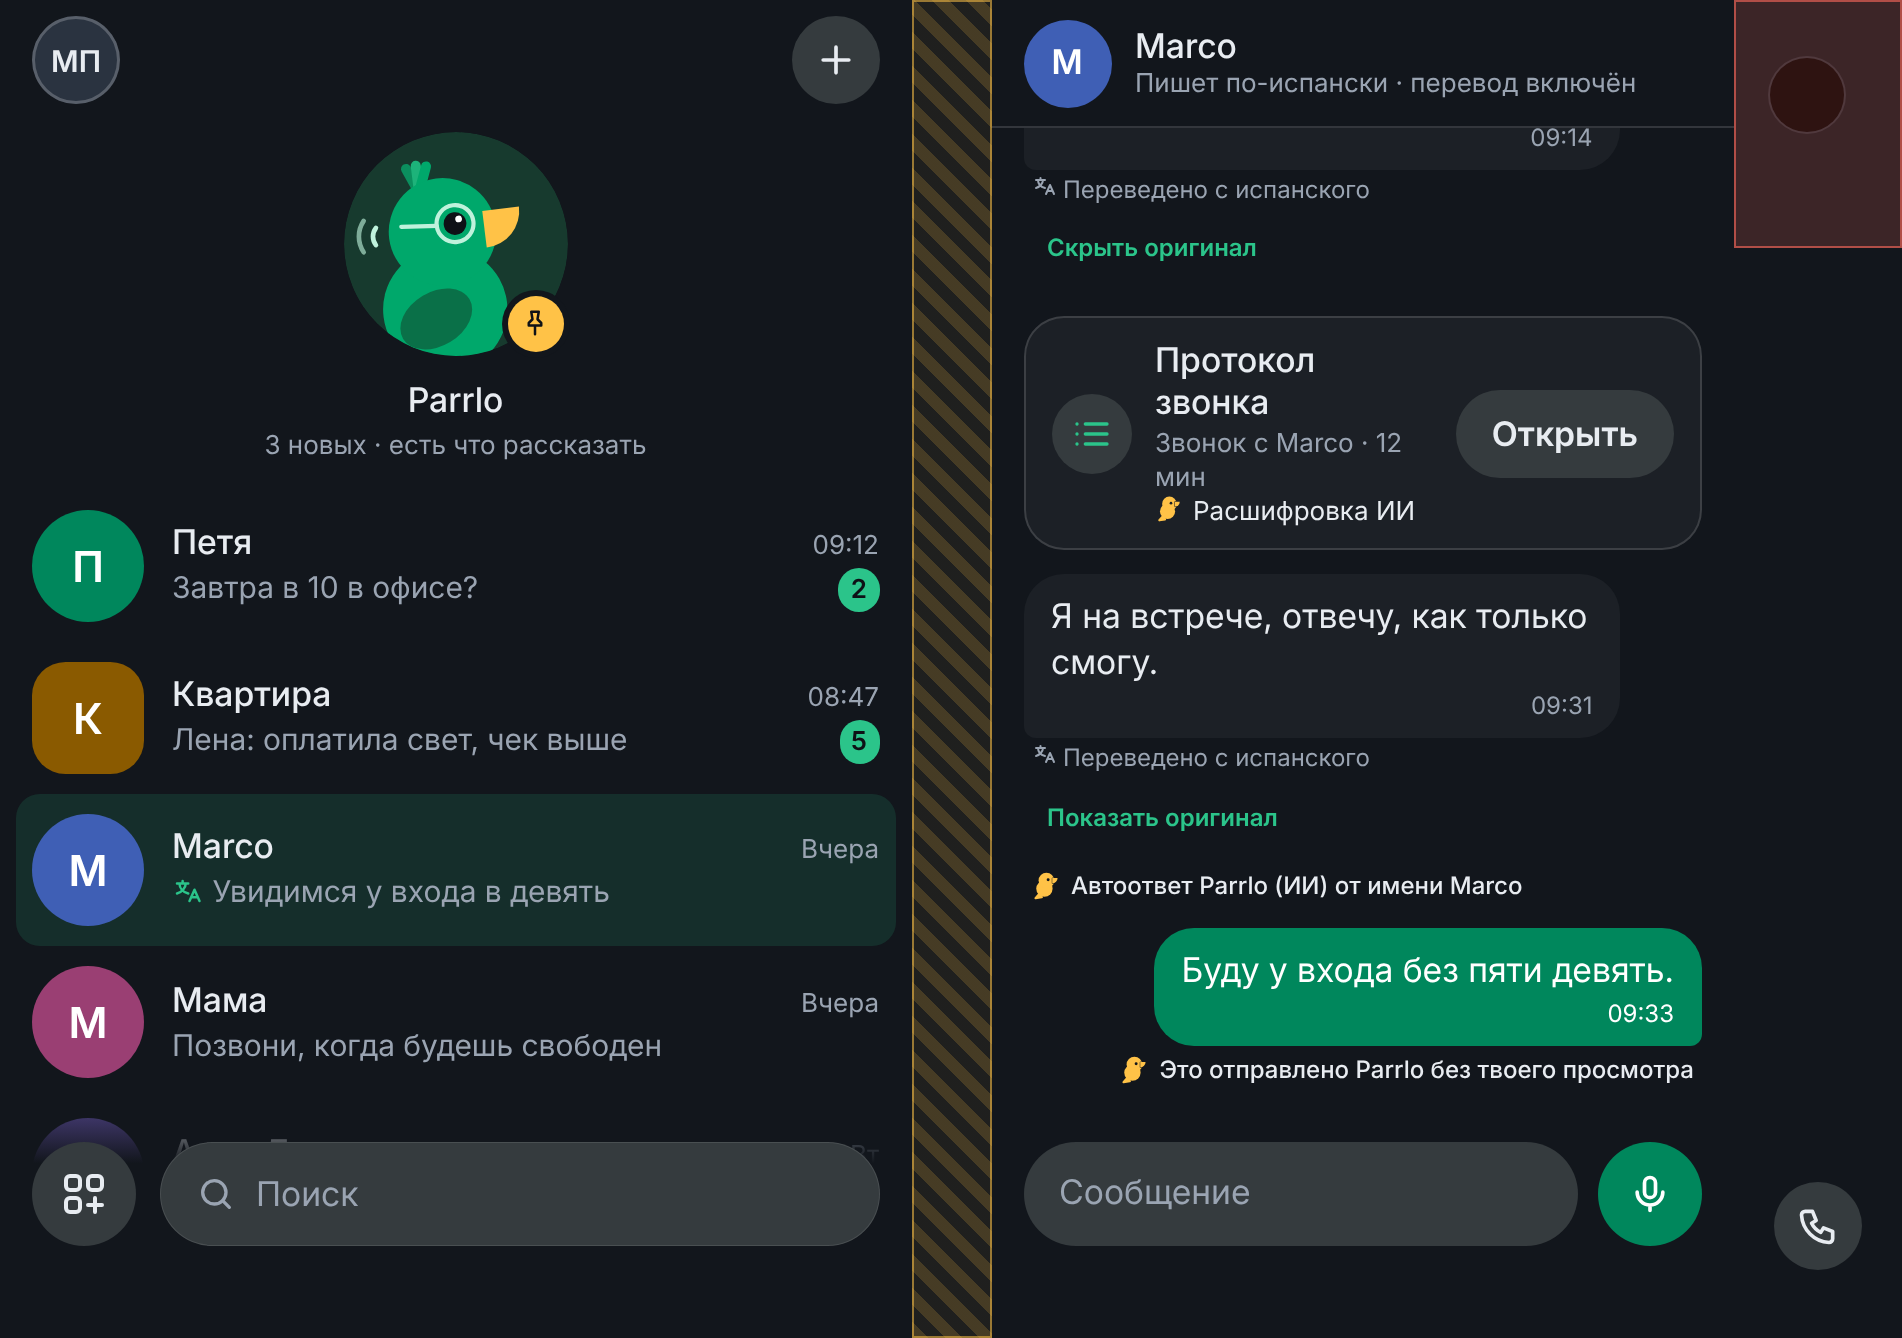 МП
Parrlo
3 новых · есть что рассказать
П
Петя
09:12
Завтра в 10 в офисе?
2
К
Квартира
08:47
Лена: оплатила свет, чек выше
5
M
Marco
Вчера
Увидимся у входа в девять
М
Мама
Вчера
Позвони, когда будешь свободен
Поиск
M
Marco
Пишет по-испански · перевод включён
09:14
Переведено с испанского
Скрыть оригинал
Протокол
звонка
Звонок с Marco · 12
мин
Расшифровка ИИ
Открыть
Я на встрече, отвечу, как только
смогу.
09:31
Переведено с испанского
Показать оригинал
Автоответ Parrlo (ИИ) от имени Marco
Буду у входа без пяти девять.
09:33
Это отправлено Parrlo без твоего просмотра
Сообщение